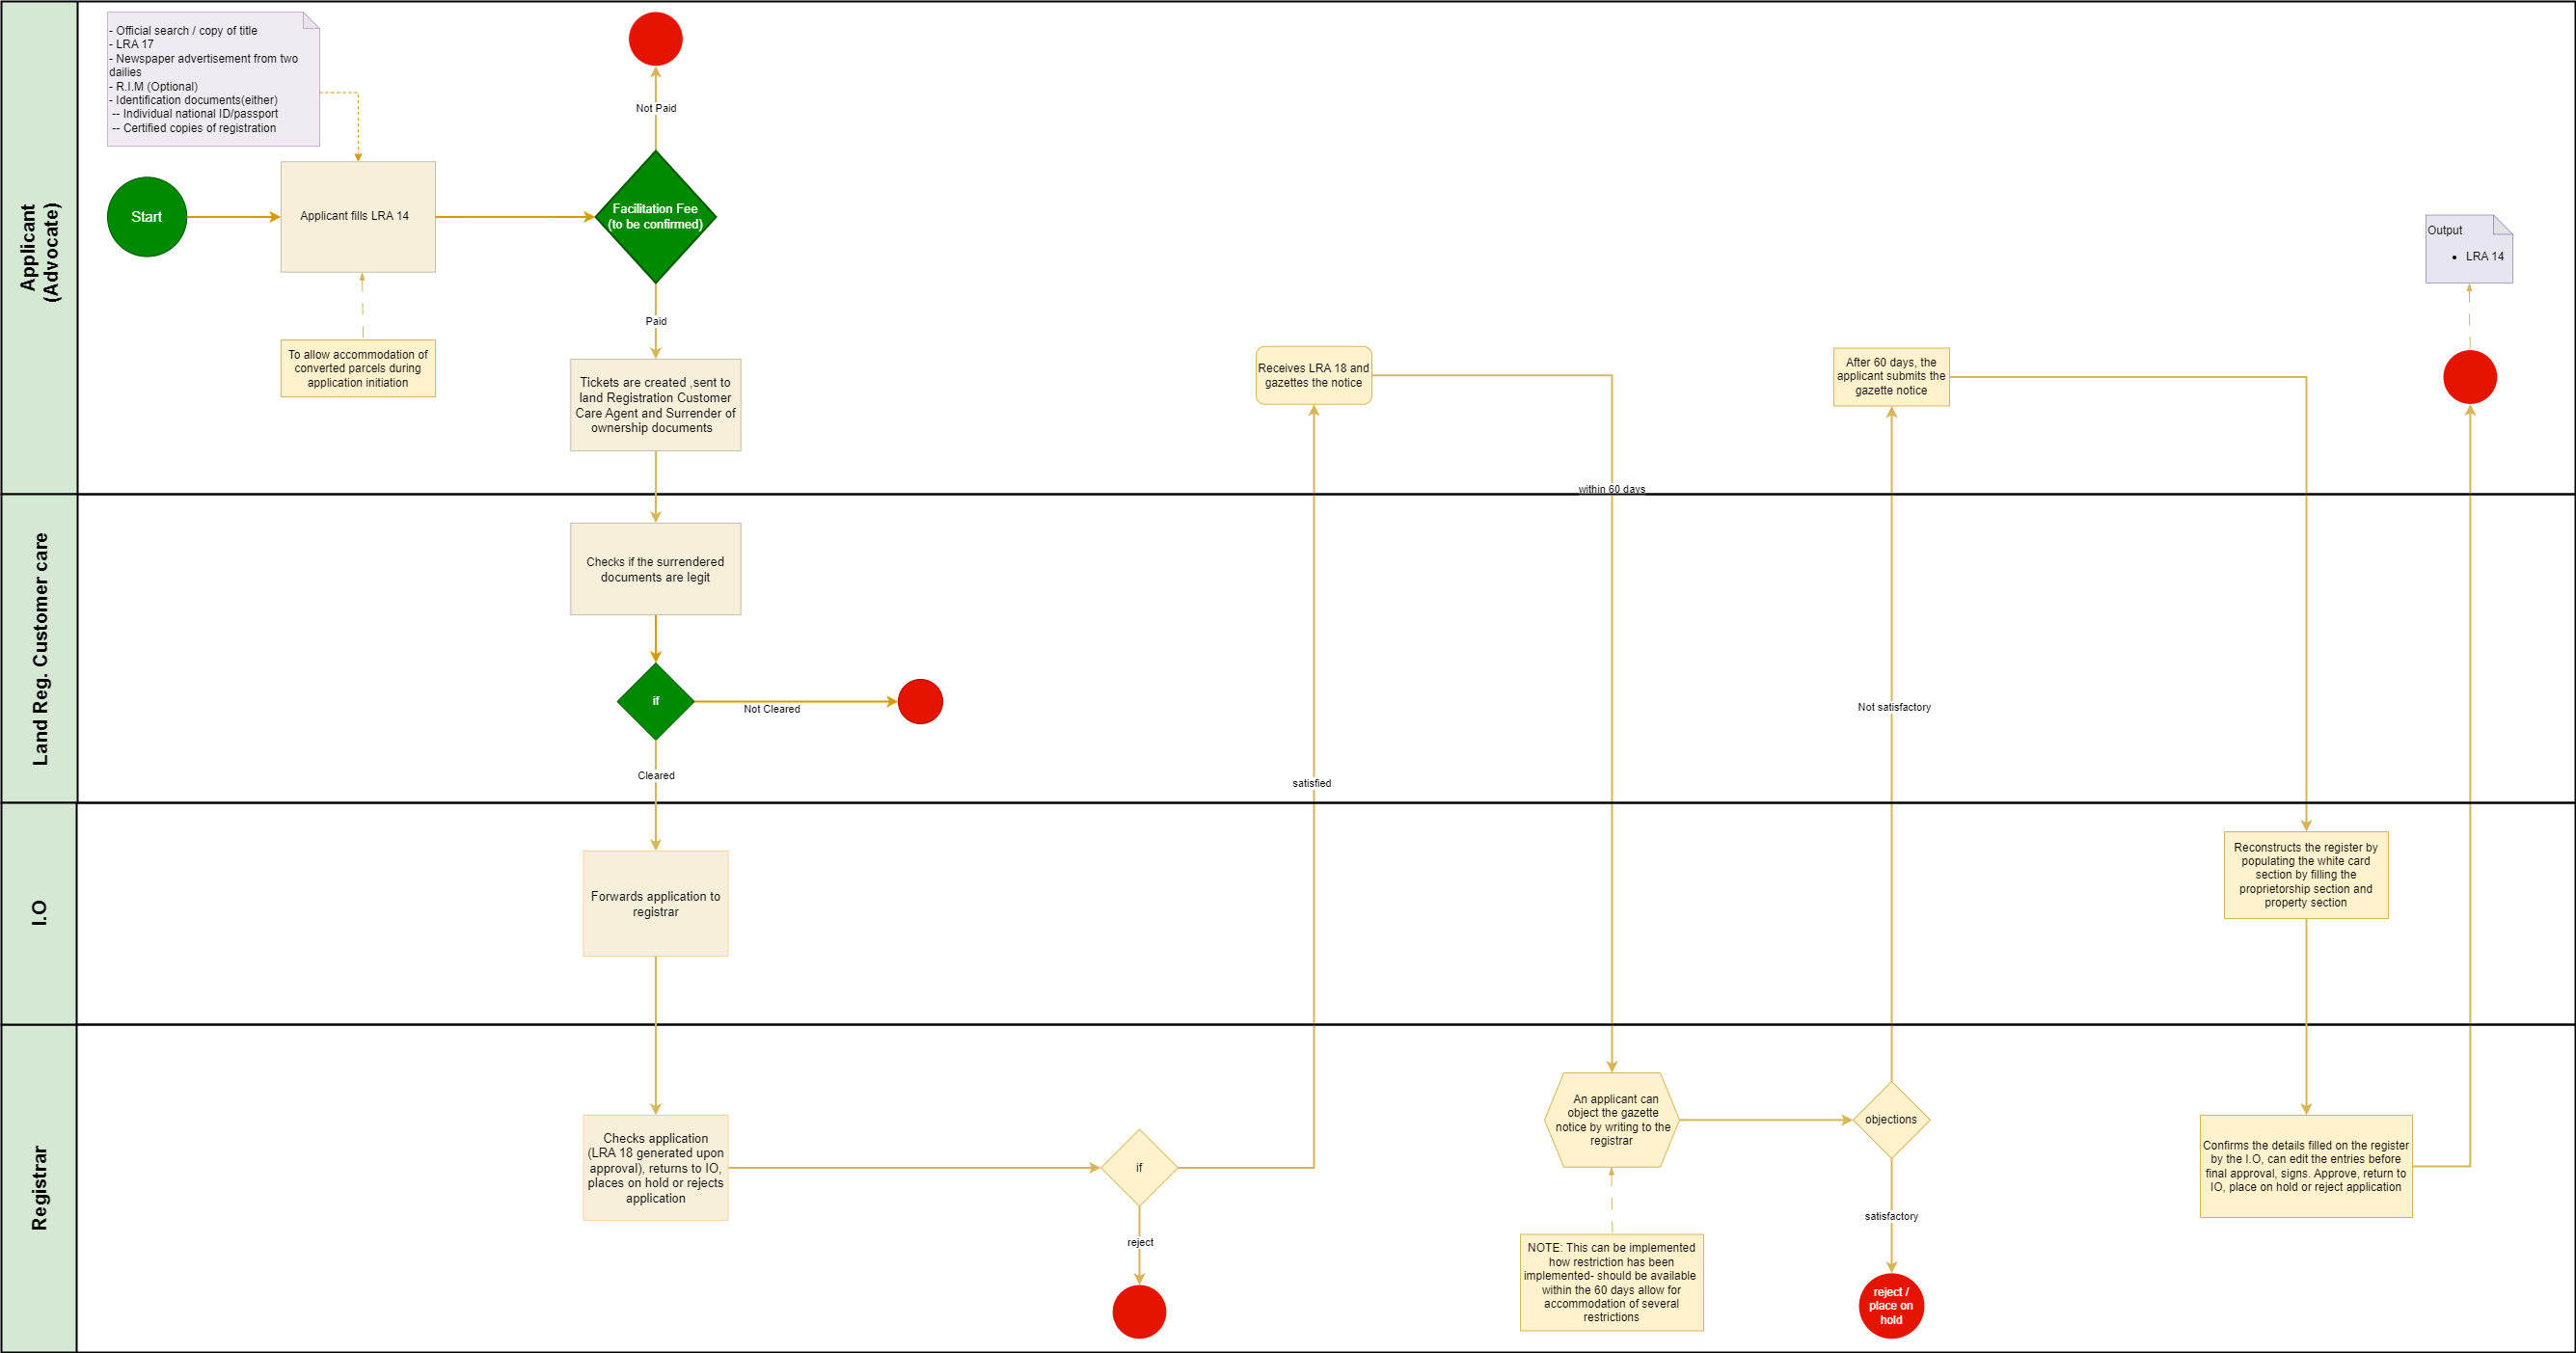 Applicant
(Advocate)
- Official search / copy of title
- LRA 17
- Newspaper advertisement from two
dailies
- R.I.M (Optional)
- Identification documents(either)
-- Individual national ID/passport
-- Certified copies of registration
Start
Applicant fills LRA 14
To allow accommodation of
converted parcels during
application initiation
Not Paid
Facilitation Fee
(to be confirmed)
Paid
Tickets are created ,sent to
land Registration Customer
Care Agent and Surrender of
ownership documents
Receives LRA 18 and
gazettes the notice
within 60 days
After 60 days, the
applicant submits the
gazette notice
Output
• LRA 14
Land Reg. Customer care
Checks if the surrendered
documents are legit
if
Not Cleared
Cleared
satisfied
Not satisfactory
I.O
Forwards application to
registrar
Reconstructs the register by
populating the white card
section by filling the
proprietorship section and
property section
Registrar
Checks application
(LRA 18 generated upon
approval), returns to IO,
places on hold or rejects
application
if
reject
An applicant can
object the gazette
notice by writing to the
registrar
NOTE: This can be implemented
how restriction has been
implemented- should be available
within the 60 days allow for
accommodation of several
restrictions
objections
satisfactory
reject /
place on
hold
Confirms the details filled on the register
by the I.O, can edit the entries before
final approval, signs. Approve, return to
IO, place on hold or reject application